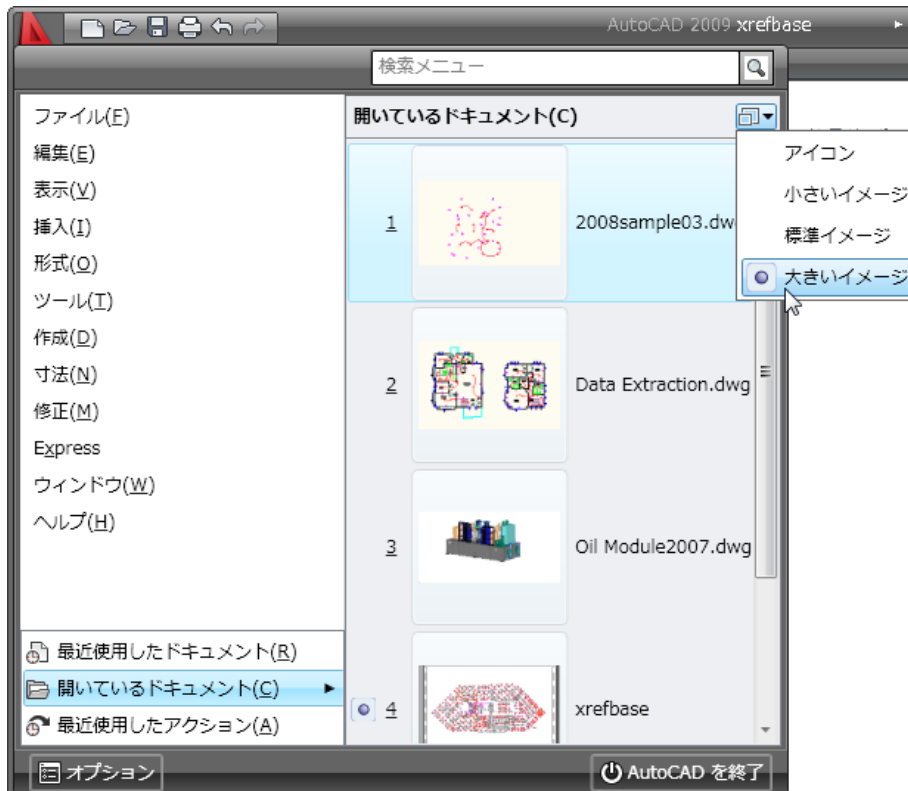 AutoCAD 2009 xrefbase
検索メニュー
ファイル(F)
編集(E)
表示(V)
挿入(I)
形式(O)
ツール(T)
作成(D)
寸法(N)
修正(M)
Express
ウィンドウ(W)
ヘルプ(H)
最近使用したドキュメント(R)
開いているドキュメント(C)
最近使用したアクション(A)
開いているドキュメント(C)
1 2008sample03.dw
2 Data Extraction.dwg
3 Oil Module2007.dwg
4 xrefbase
アイコン
小さいイメージ
標準イメージ
大きいイメージ
オプション
AutoCAD を終了